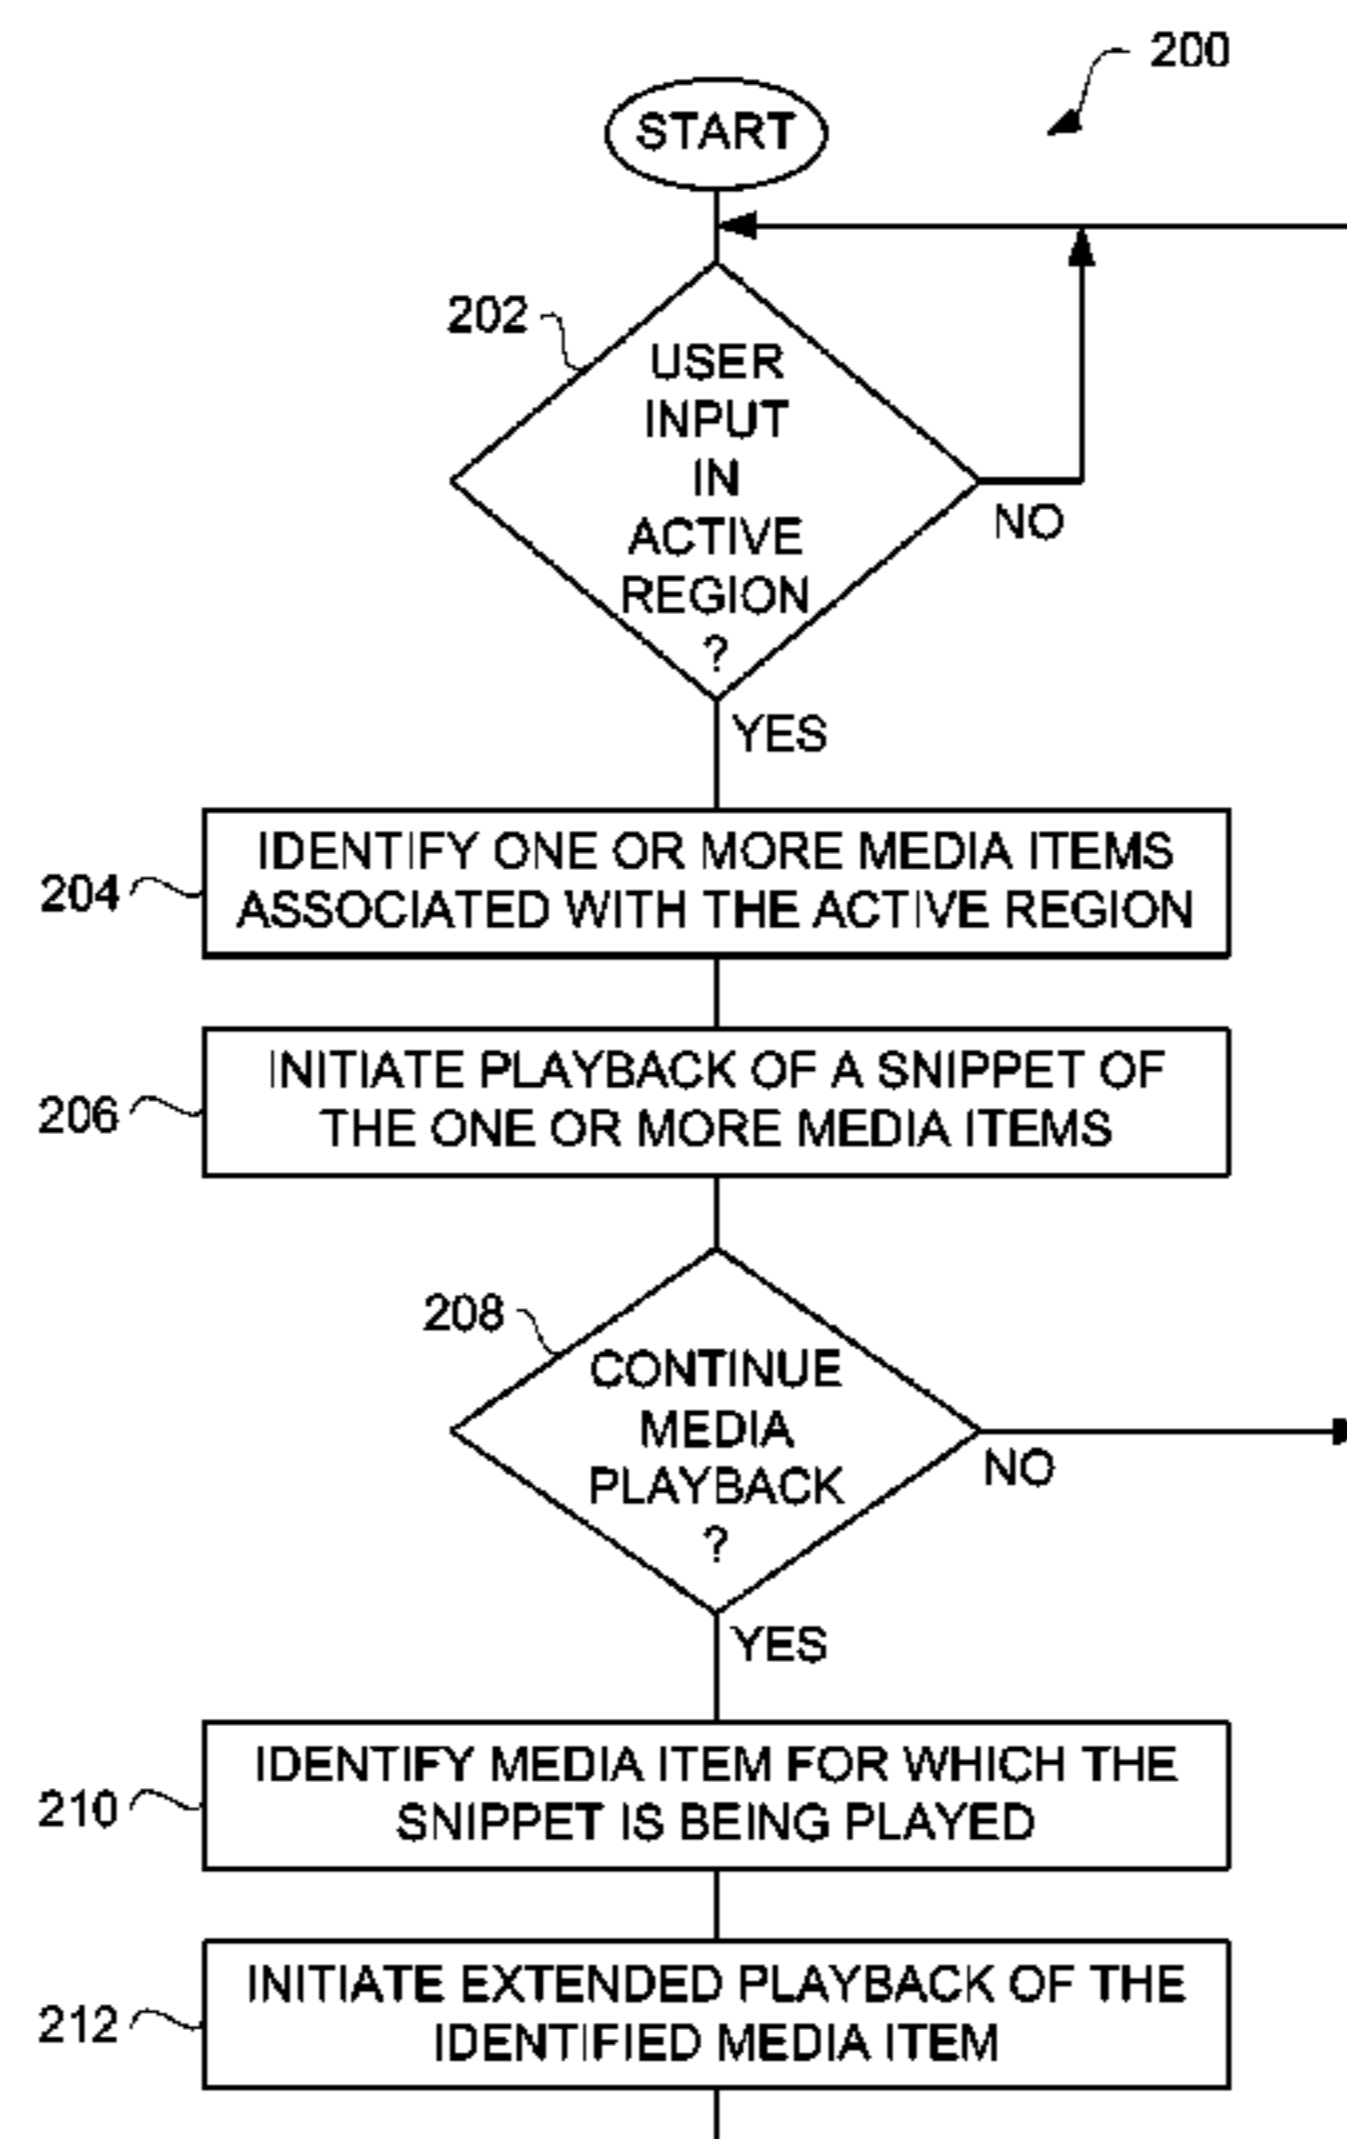 200
START
202
USER
INPUT
IN
ACTIVE
REGION
?
NO
YES
204
IDENTIFY ONE OR MORE MEDIA ITEMS
ASSOCIATED WITH THE ACTIVE REGION
206
INITIATE PLAYBACK OF A SNIPPET OF
THE ONE OR MORE MEDIA ITEMS
208
CONTINUE
MEDIA
PLAYBACK
?
NO
YES
210
IDENTIFY MEDIA ITEM FOR WHICH THE
SNIPPET IS BEING PLAYED
212
INITIATE EXTENDED PLAYBACK OF THE
IDENTIFIED MEDIA ITEM